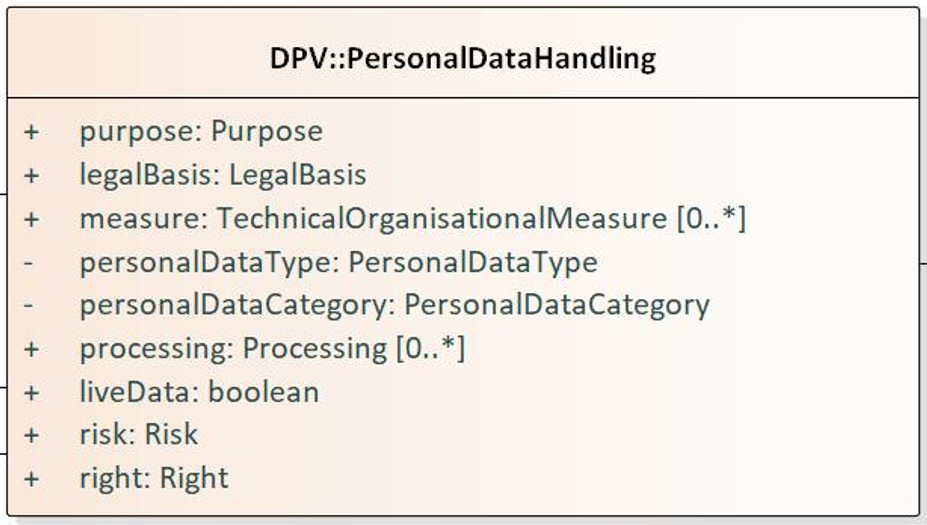 DPV::PersonalDataHandling
+ purpose: Purpose
+ legalBasis: LegalBasis
+ measure: TechnicalOrganisationalMeasure [0..*]
- personalDataType: PersonalDataType
- personalDataCategory: PersonalDataCategory
+ processing: Processing [0..*]
+ liveData: boolean
+ risk: Risk
+ right: Right